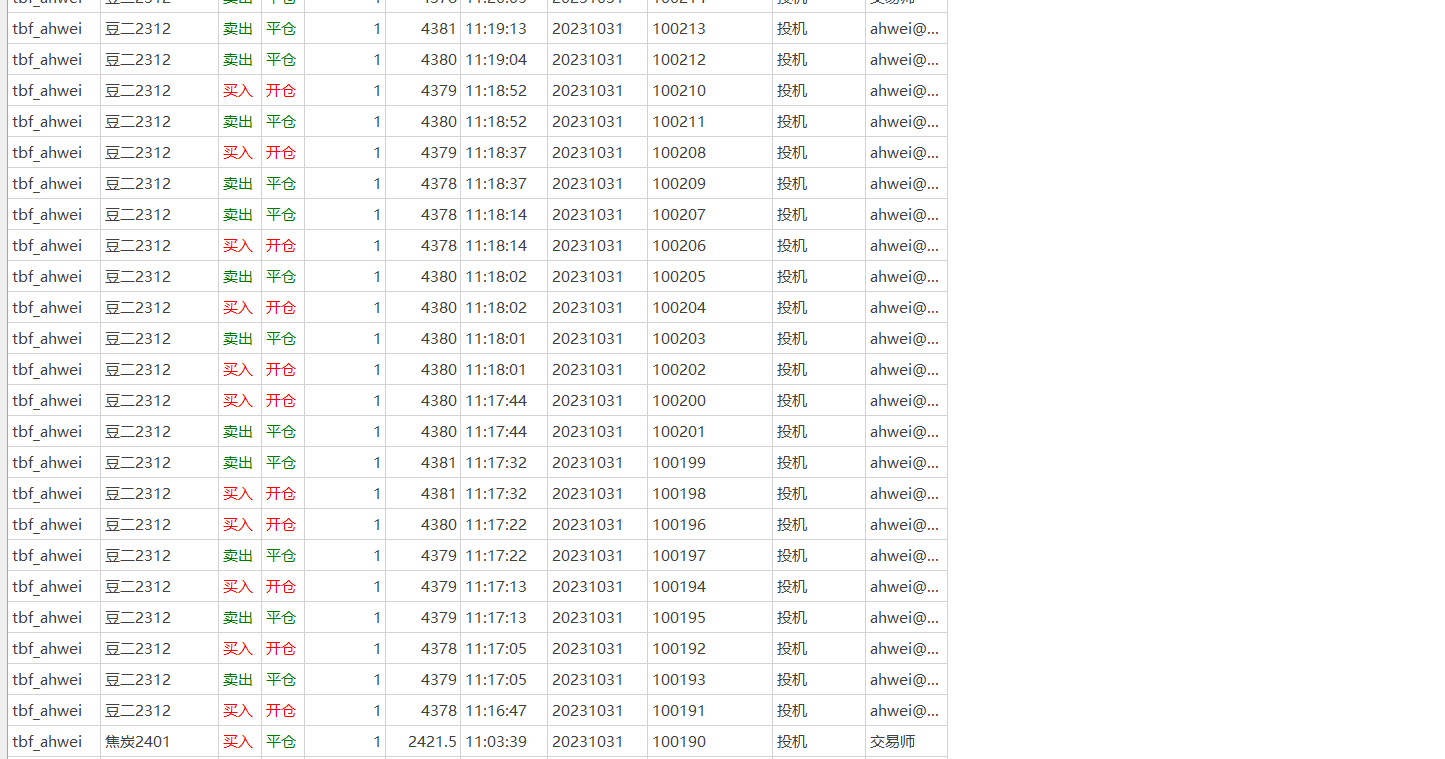 tbf_ahwei 豆二2312 卖出 平仓 1 4381 11:19:13 20231031 100213 投机 ahwei@...
tbf_ahwei 豆二2312 卖出 平仓 1 4380 11:19:04 20231031 100212 投机 ahwei@...
tbf_ahwei 豆二2312 买入 开仓 1 4379 11:18:52 20231031 100210 投机 ahwei@...
tbf_ahwei 豆二2312 卖出 平仓 1 4380 11:18:52 20231031 100211 投机 ahwei@...
tbf_ahwei 豆二2312 买入 开仓 1 4379 11:18:37 20231031 100208 投机 ahwei@...
tbf_ahwei 豆二2312 卖出 平仓 1 4378 11:18:37 20231031 100209 投机 ahwei@...
tbf_ahwei 豆二2312 卖出 平仓 1 4378 11:18:14 20231031 100207 投机 ahwei@...
tbf_ahwei 豆二2312 买入 开仓 1 4378 11:18:14 20231031 100206 投机 ahwei@...
tbf_ahwei 豆二2312 卖出 平仓 1 4380 11:18:02 20231031 100205 投机 ahwei@...
tbf_ahwei 豆二2312 买入 开仓 1 4380 11:18:02 20231031 100204 投机 ahwei@...
tbf_ahwei 豆二2312 卖出 平仓 1 4380 11:18:01 20231031 100203 投机 ahwei@...
tbf_ahwei 豆二2312 买入 开仓 1 4380 11:18:01 20231031 100202 投机 ahwei@...
tbf_ahwei 豆二2312 买入 开仓 1 4380 11:17:44 20231031 100200 投机 ahwei@...
tbf_ahwei 豆二2312 卖出 平仓 1 4380 11:17:44 20231031 100201 投机 ahwei@...
tbf_ahwei 豆二2312 卖出 平仓 1 4381 11:17:32 20231031 100199 投机 ahwei@...
tbf_ahwei 豆二2312 买入 开仓 1 4381 11:17:32 20231031 100198 投机 ahwei@...
tbf_ahwei 豆二2312 买入 开仓 1 4380 11:17:22 20231031 100196 投机 ahwei@...
tbf_ahwei 豆二2312 卖出 平仓 1 4379 11:17:22 20231031 100197 投机 ahwei@...
tbf_ahwei 豆二2312 买入 开仓 1 4379 11:17:13 20231031 100194 投机 ahwei@...
tbf_ahwei 豆二2312 卖出 平仓 1 4379 11:17:13 20231031 100195 投机 ahwei@...
tbf_ahwei 豆二2312 买入 开仓 1 4378 11:17:05 20231031 100192 投机 ahwei@...
tbf_ahwei 豆二2312 卖出 平仓 1 4379 11:17:05 20231031 100193 投机 ahwei@...
tbf_ahwei 豆二2312 买入 开仓 1 4378 11:16:47 20231031 100191 投机 ahwei@...
tbf_ahwei 焦炭2401 买入 平仓 1 2421.5 11:03:39 20231031 100190 投机 交易师